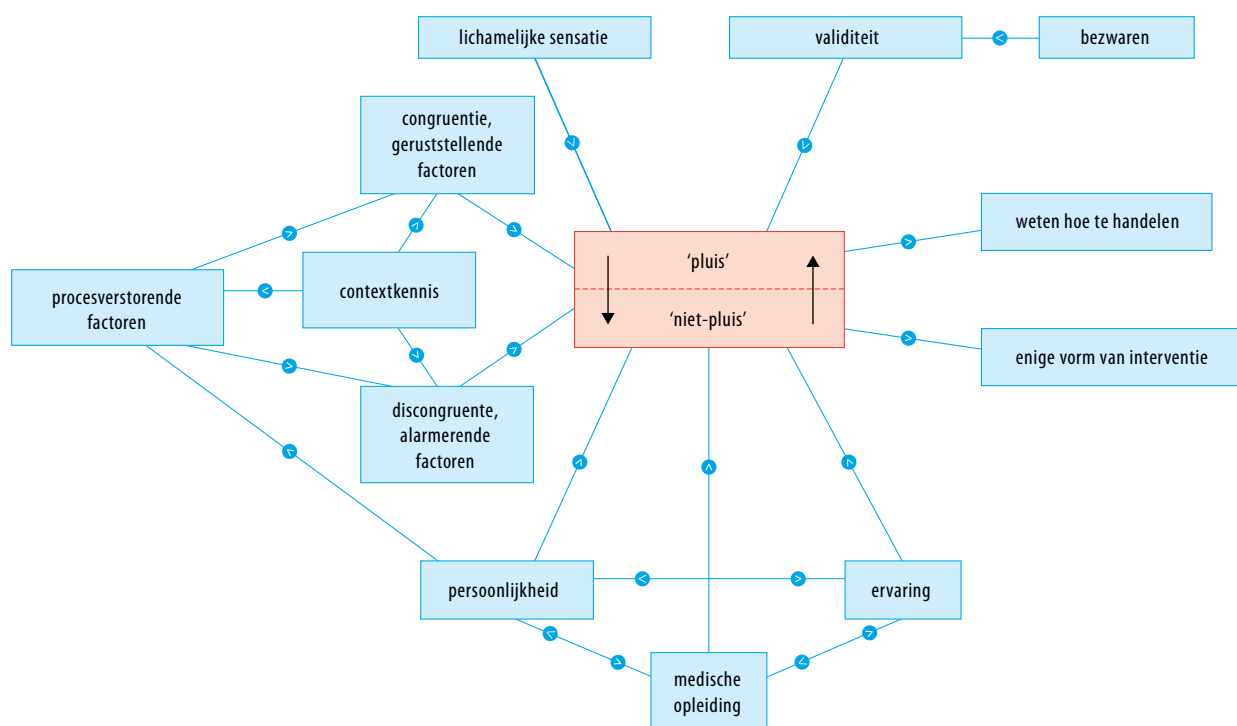 lichamelijke sensatie
validiteit
bezwaren
congruentie,
geruststellende
factoren
weten hoe te handelen
'pluis'
contextkennis
procesverstorende
factoren
'niet-pluis'
enige vorm van interventie
discongruente,
alarmerende
factoren
persoonlijkheid
ervaring
medische
opleiding